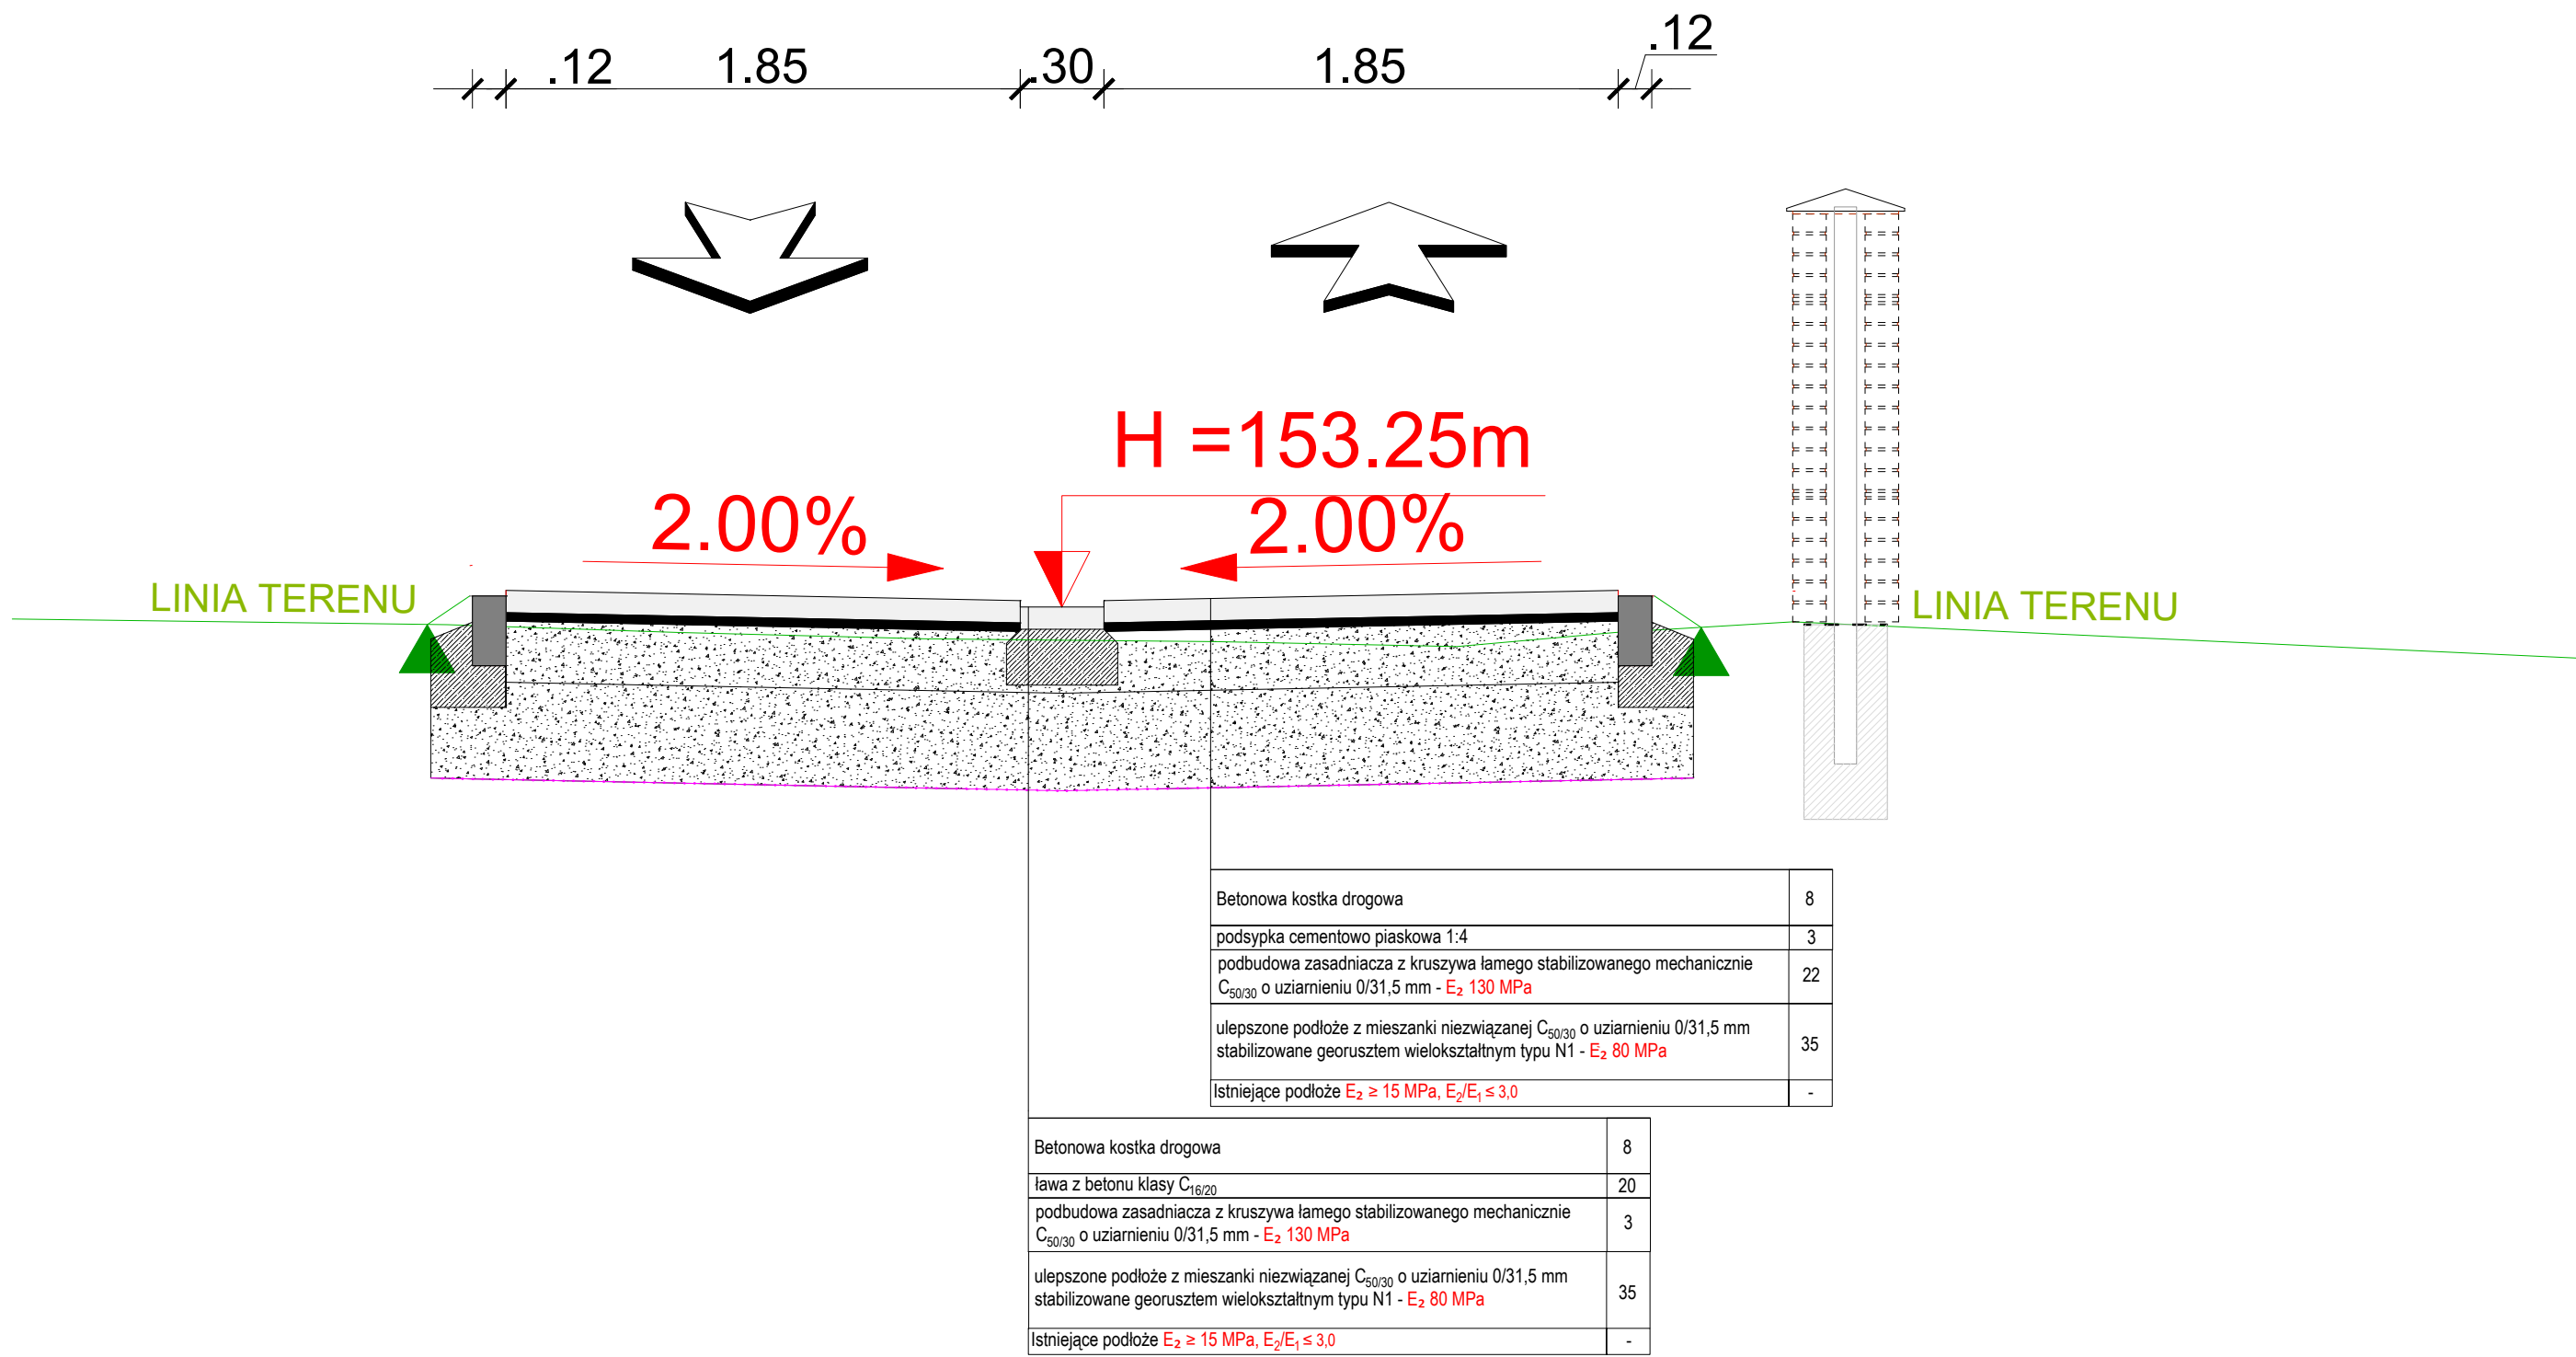 .12 1.85 .30 1.85 .12
H =153.25m
2.00% 2.00%
LINIA TERENU LINIA TERENU
Betonowa kostka drogowa 8
podsypka cementowo piaskowa 1:4 3
podbudowa zasadniacza z kruszywa łamego stabilizowanego mechanicznie
C50/30 o uziarnieniu 0/31,5 mm - E₂ 130 MPa 22
ulepszone podłoże z mieszanki niezwiązanej C50/30 o uziarnieniu 0/31,5 mm
stabilizowane georusztem wielokształtnym typu N1 - E₂ 80 MPa 35
Istniejące podłoże E₂ ≥ 15 MPa, E2/E1 ≤ 3,0 -
Betonowa kostka drogowa 8
ława z betonu klasy C16/20 20
podbudowa zasadniacza z kruszywa łamego stabilizowanego mechanicznie
C50/30 o uziarnieniu 0/31,5 mm - E₂ 130 MPa 3
ulepszone podłoże z mieszanki niezwiązanej C50/30 o uziarnieniu 0/31,5 mm
stabilizowane georusztem wielokształtnym typu N1 - E₂ 80 MPa 35
Istniejące podłoże E₂ ≥ 15 MPa, E2/E1 ≤ 3,0 -